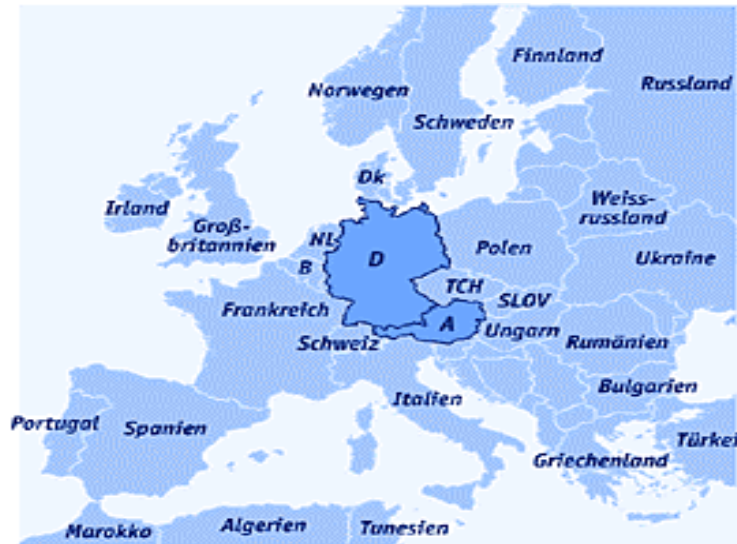 Finnland
Russland
Norwegen
Schweden
Dk
Irland
Weiss-
russland
Groß-
britannien
NL
Polen
Ukraine
B
D
TCH
SLOV
Frankreich
A
Ungarn
Schweiz
Rumänien
Bulgarien
Italien
Portugal
Spanien
Türkei
Griechenland
Marokko
Algerien
Tunesien